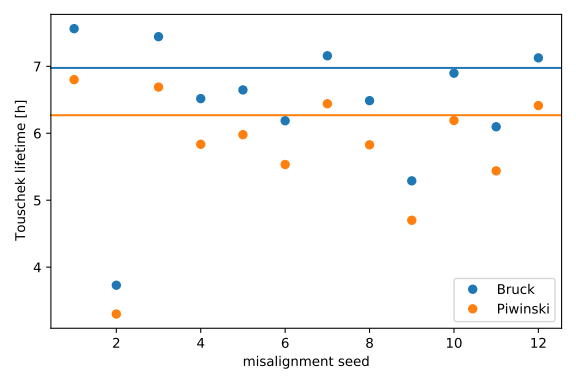 7
6
5
4
Touschek lifetime [h]
2 4 6 8 10 12
misalignment seed
Bruck
Piwinski